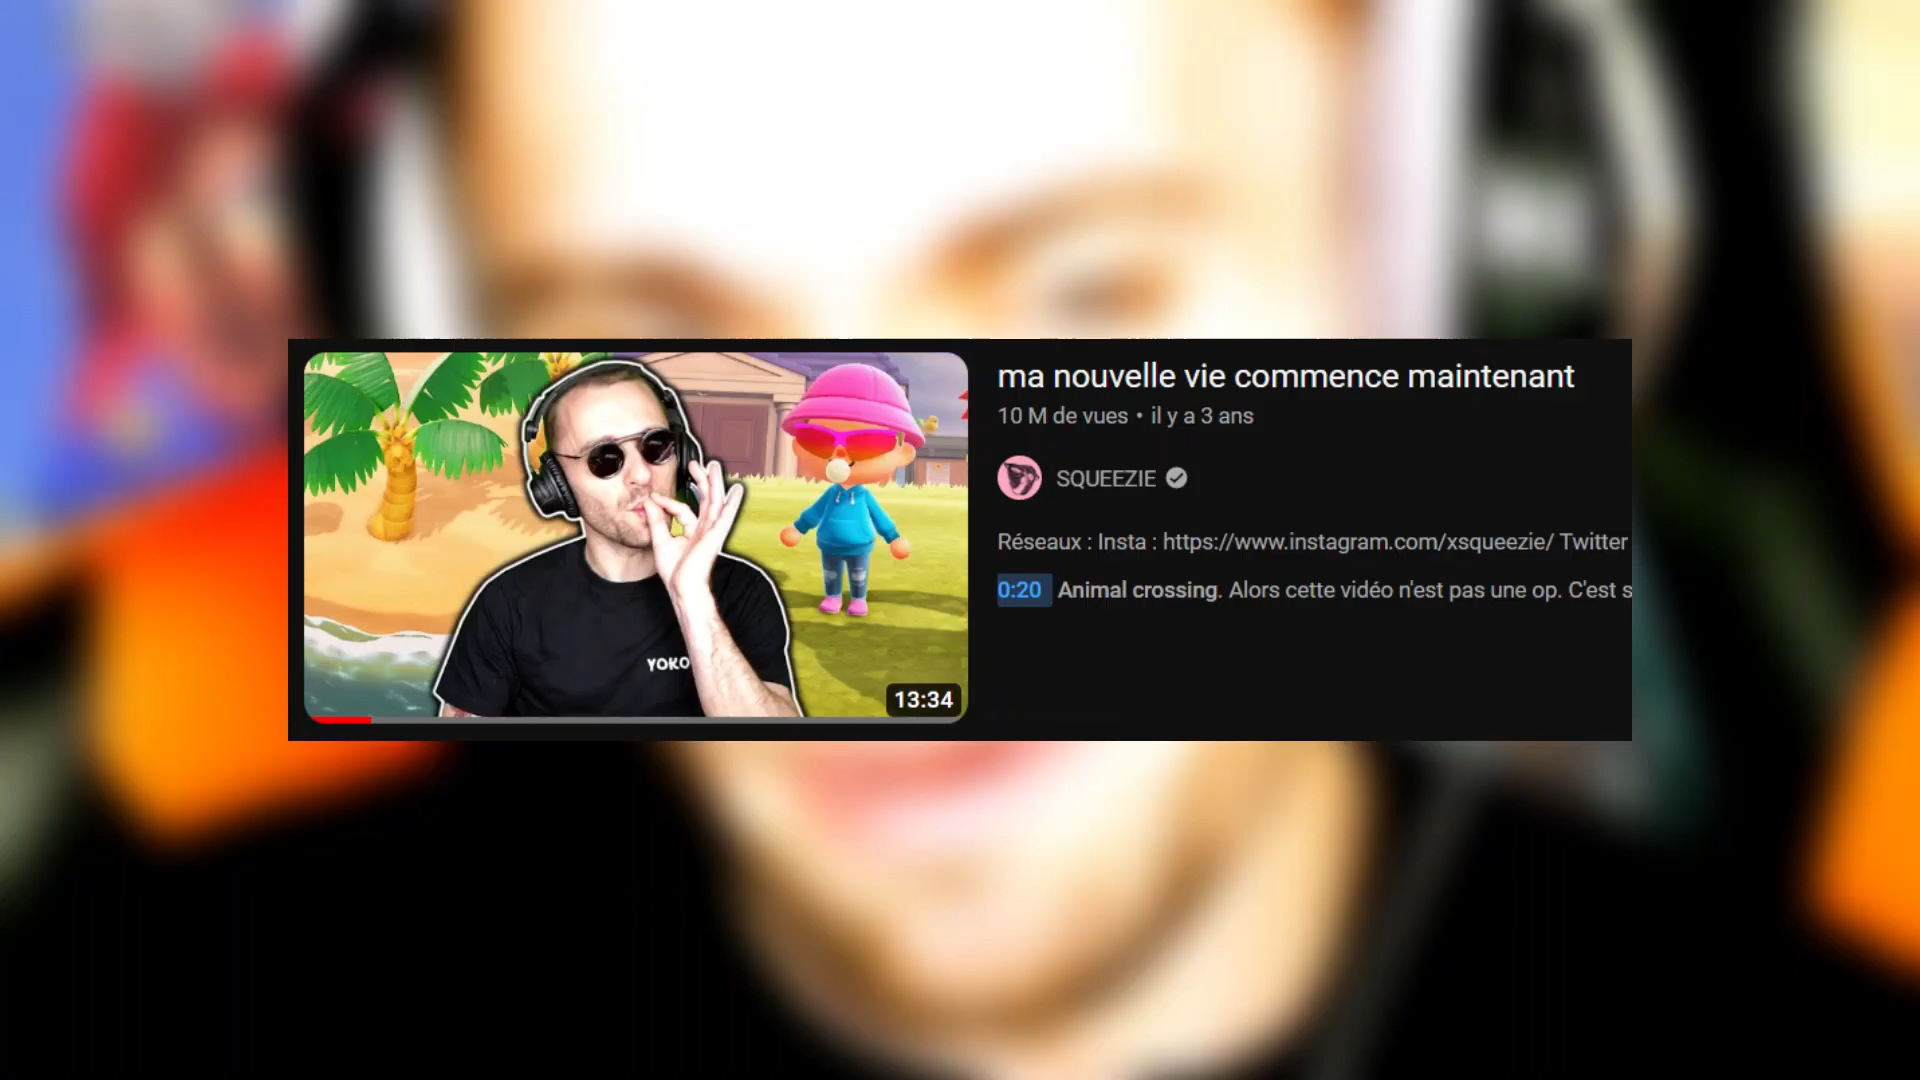 ma nouvelle vie commence maintenant
10 M de vues • il y a 3 ans
SQUEEZIE
Réseaux : Insta : https://www.instagram.com/xsqueezie/ Twitter
0:20 Animal crossing. Alors cette vidéo n'est pas une op. C'est s
YOKO
13:34